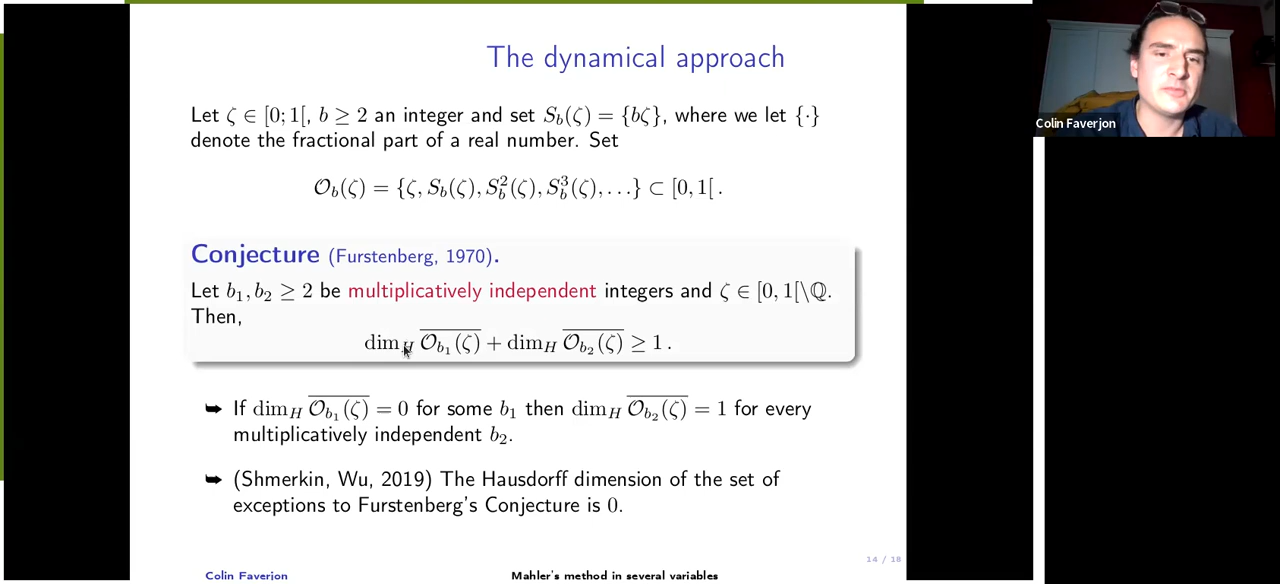 The dynamical approach
Let ζ ∈ [0; 1[, b ≥ 2 an integer and set S_b(ζ) = {bζ}, where we let {·}
denote the fractional part of a real number. Set
𝒪_b(ζ) = {ζ, S_b(ζ), S_b^2(ζ), S_b^3(ζ), …} ⊂ [0, 1[ .
Conjecture (Furstenberg, 1970).
Let b_1, b_2 ≥ 2 be multiplicatively independent integers and ζ ∈ [0, 1[\ℚ.
Then,
dim_H \overline{𝒪_{b_1}(ζ)} + dim_H \overline{𝒪_{b_2}(ζ)} ≥ 1 .
➥ If dim_H \overline{𝒪_{b_1}(ζ)} = 0 for some b_1 then dim_H \overline{𝒪_{b_2}(ζ)} = 1 for every
multiplicatively independent b_2.
➥ (Shmerkin, Wu, 2019) The Hausdorff dimension of the set of
exceptions to Furstenberg's Conjecture is 0.
14 / 18
Colin Faverjon Mahler's method in several variables
Colin Faverjon